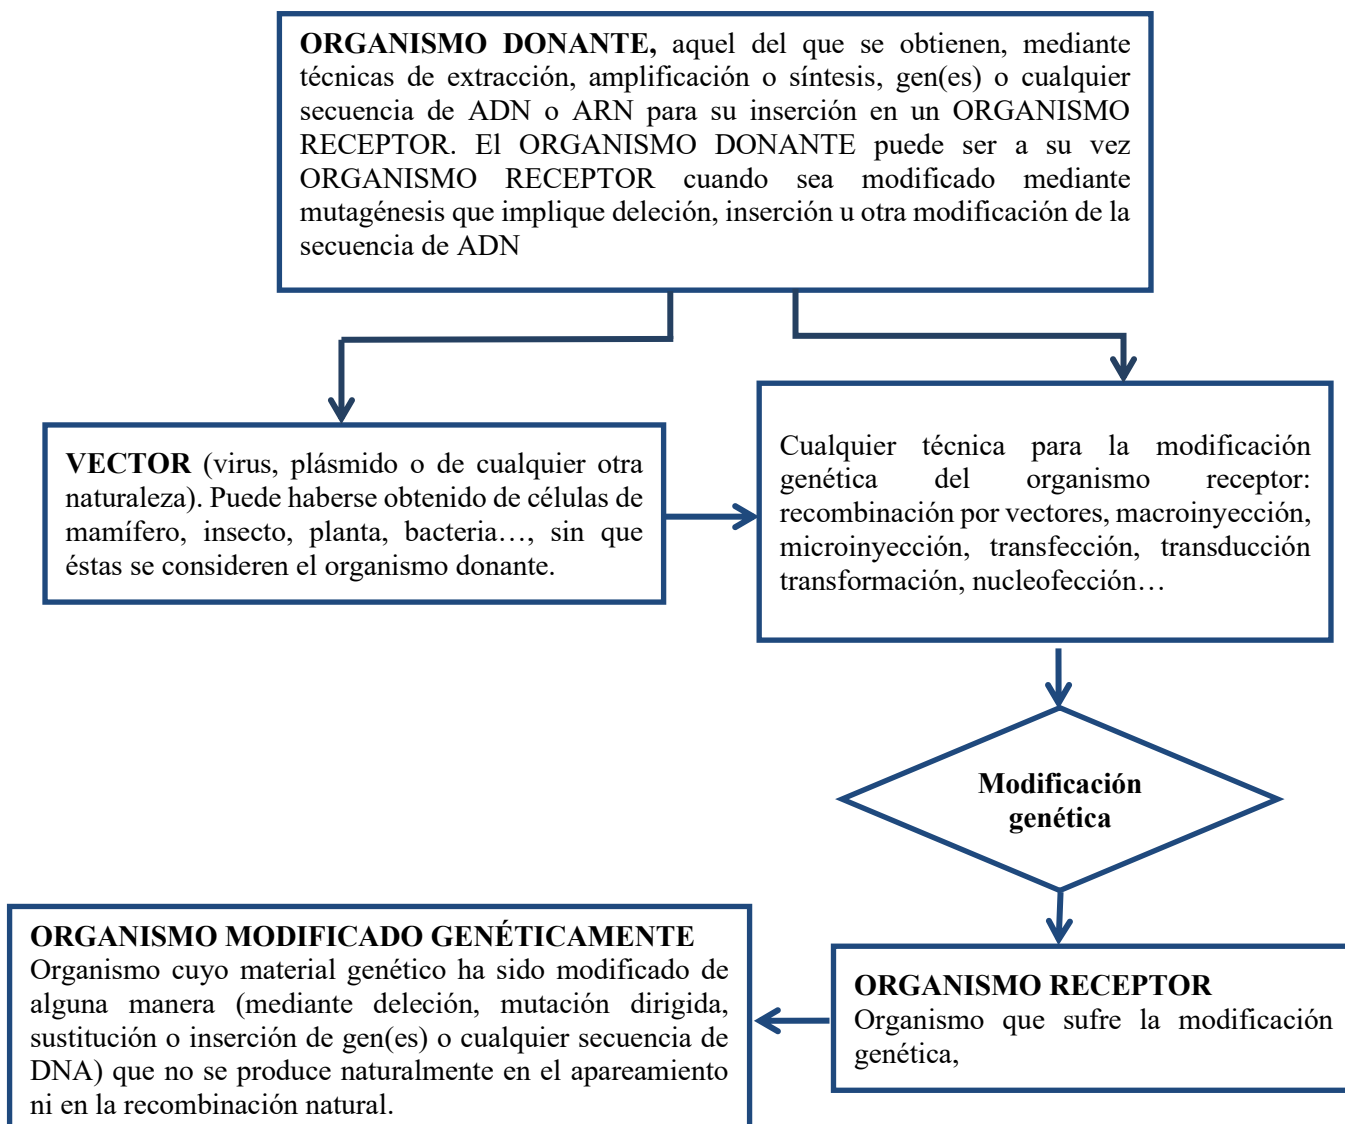 ORGANISMO DONANTE, aquel del que se obtienen, mediante
técnicas de extracción, amplificación o síntesis, gen(es) o cualquier
secuencia de ADN o ARN para su inserción en un ORGANISMO
RECEPTOR. El ORGANISMO DONANTE puede ser a su vez
ORGANISMO RECEPTOR cuando sea modificado mediante
mutagénesis que implique deleción, inserción u otra modificación de la
secuencia de ADN
VECTOR (virus, plásmido o de cualquier otra
naturaleza). Puede haberse obtenido de células de
mamífero, insecto, planta, bacteria…, sin que
éstas se consideren el organismo donante.
Cualquier técnica para la modificación
genética del organismo receptor:
recombinación por vectores, macroinyección,
microinyección, transfección, transducción
transformación, nucleofección…
Modificación
genética
ORGANISMO RECEPTOR
Organismo que sufre la modificación
genética,
ORGANISMO MODIFICADO GENÉTICAMENTE
Organismo cuyo material genético ha sido modificado de
alguna manera (mediante deleción, mutación dirigida,
sustitución o inserción de gen(es) o cualquier secuencia de
DNA) que no se produce naturalmente en el apareamiento
ni en la recombinación natural.